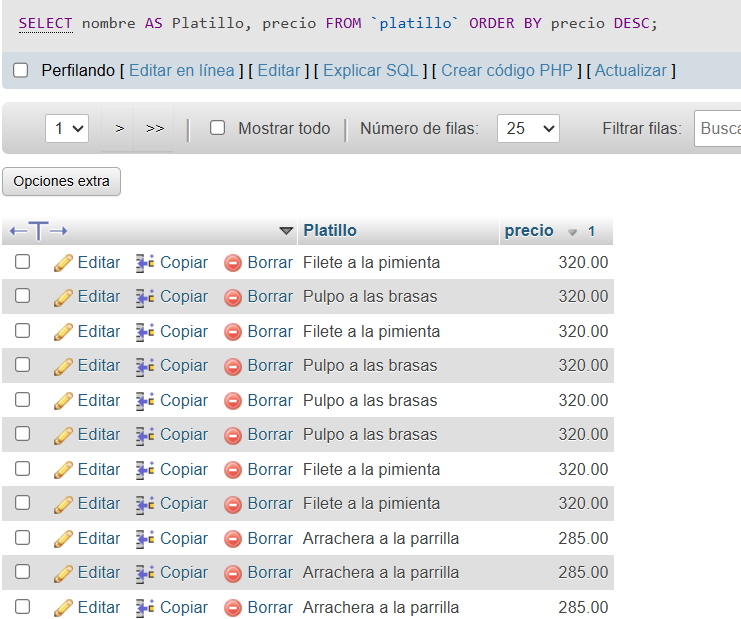 SELECT nombre AS Platillo, precio FROM `platillo` ORDER BY precio DESC;
Perfilando [ Editar en línea ] [ Editar ] [ Explicar SQL ] [ Crear código PHP ] [ Actualizar ]
1 > >> Mostrar todo Número de filas: 25 Filtrar filas:
Opciones extra
Platillo precio 1
Editar Copiar Borrar Filete a la pimienta 320.00
Editar Copiar Borrar Pulpo a las brasas 320.00
Editar Copiar Borrar Filete a la pimienta 320.00
Editar Copiar Borrar Pulpo a las brasas 320.00
Editar Copiar Borrar Pulpo a las brasas 320.00
Editar Copiar Borrar Pulpo a las brasas 320.00
Editar Copiar Borrar Filete a la pimienta 320.00
Editar Copiar Borrar Filete a la pimienta 320.00
Editar Copiar Borrar Arrachera a la parrilla 285.00
Editar Copiar Borrar Arrachera a la parrilla 285.00
Editar Copiar Borrar Arrachera a la parrilla 285.00